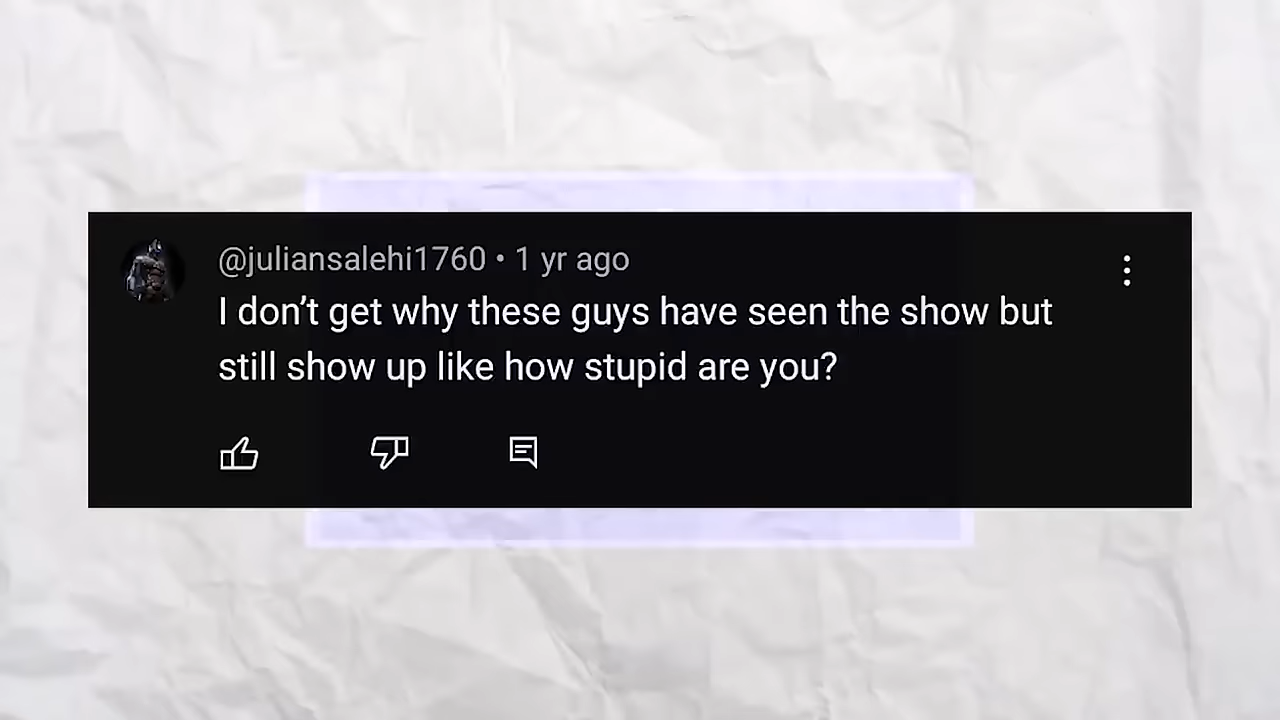 @juliansalehi1760 • 1 yr ago
I don’t get why these guys have seen the show but
still show up like how stupid are you?